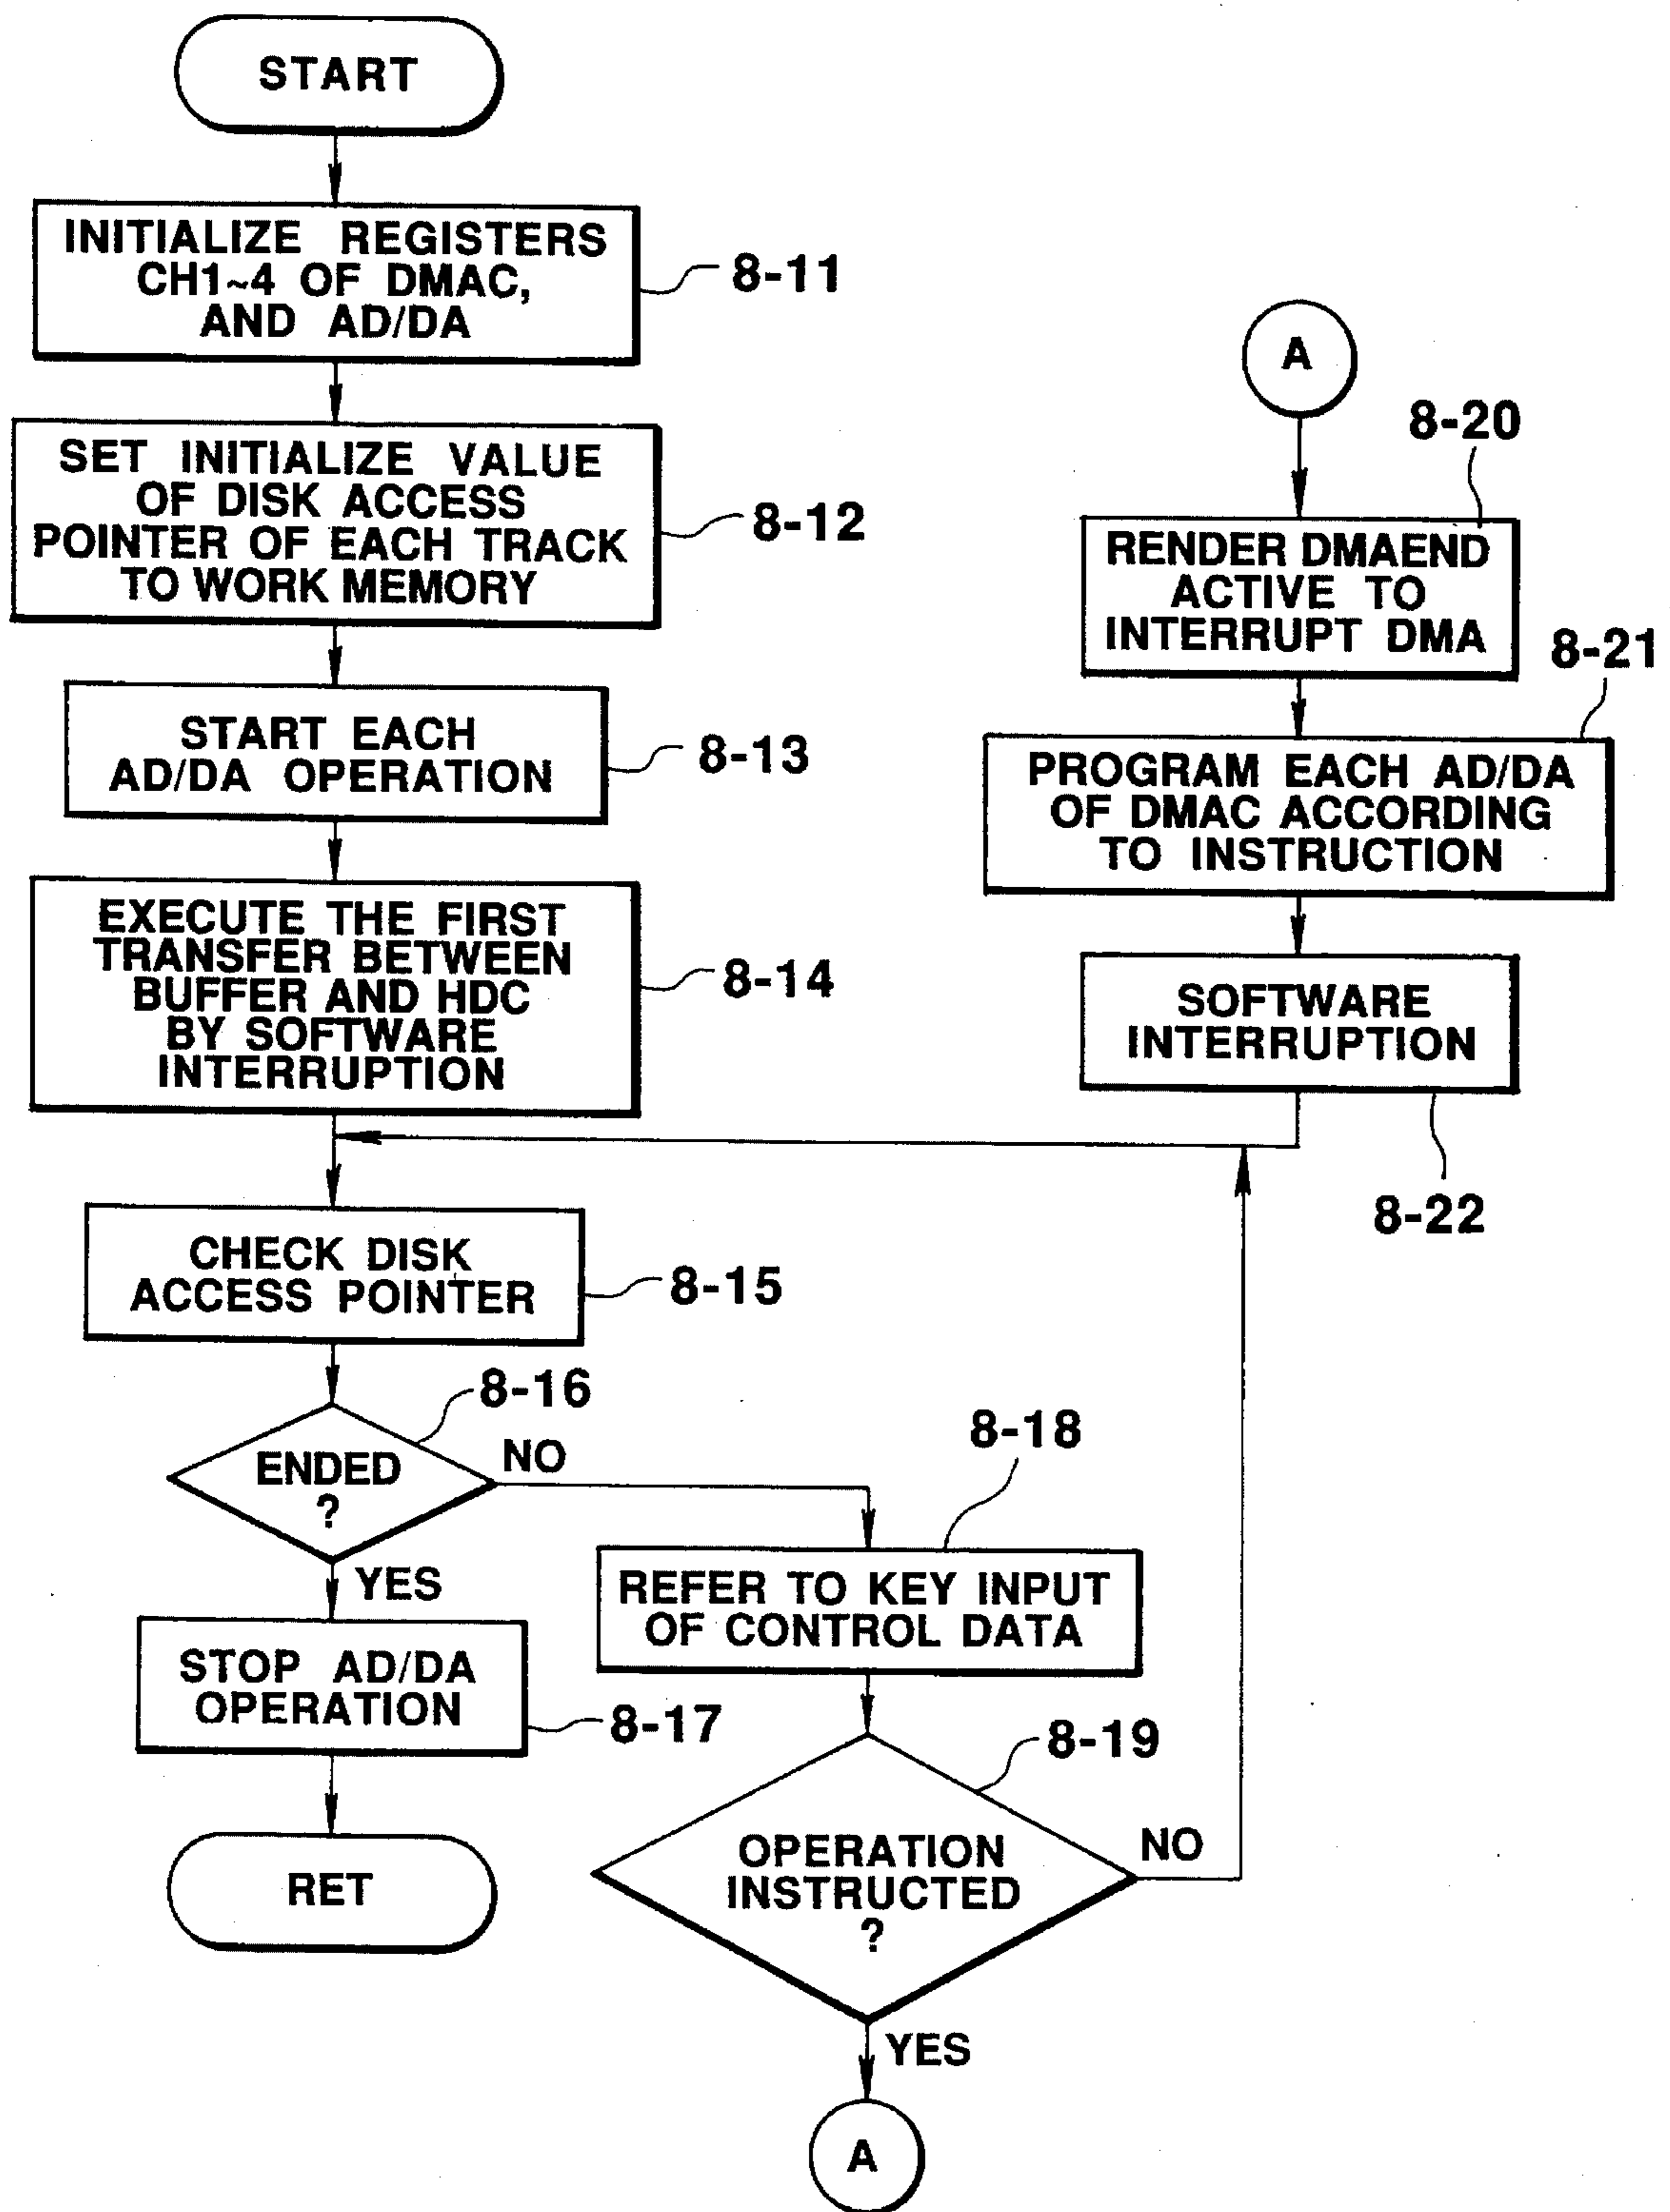 START
INITIALIZE REGISTERS
CH1~4 OF DMAC,
AND AD/DA
8-11
SET INITIALIZE VALUE
OF DISK ACCESS
POINTER OF EACH TRACK
TO WORK MEMORY
8-12
START EACH
AD/DA OPERATION
8-13
EXECUTE THE FIRST
TRANSFER BETWEEN
BUFFER AND HDC
BY SOFTWARE
INTERRUPTION
8-14
CHECK DISK
ACCESS POINTER
8-15
8-16
ENDED
?
NO
YES
STOP AD/DA
OPERATION
8-17
RET
8-18
REFER TO KEY INPUT
OF CONTROL DATA
8-19
OPERATION
INSTRUCTED
?
NO
YES
A
A
8-20
RENDER DMAEND
ACTIVE TO
INTERRUPT DMA
8-21
PROGRAM EACH AD/DA
OF DMAC ACCORDING
TO INSTRUCTION
SOFTWARE
INTERRUPTION
8-22